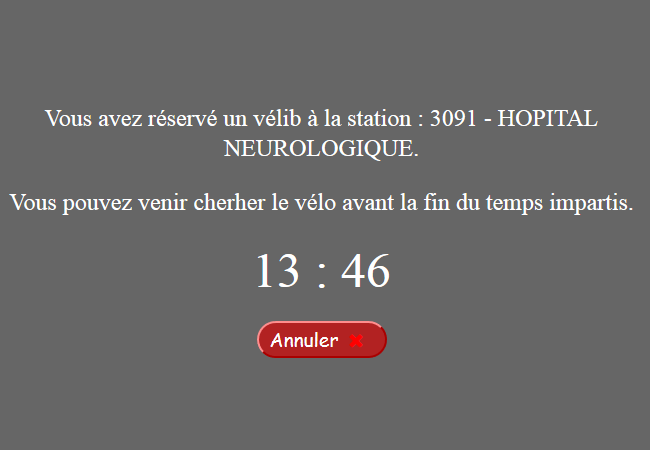 Vous avez réservé un vélib à la station : 3091 - HOPITAL
NEUROLOGIQUE.
Vous pouvez venir cherher le vélo avant la fin du temps impartis.
13 : 46
Annuler ✖